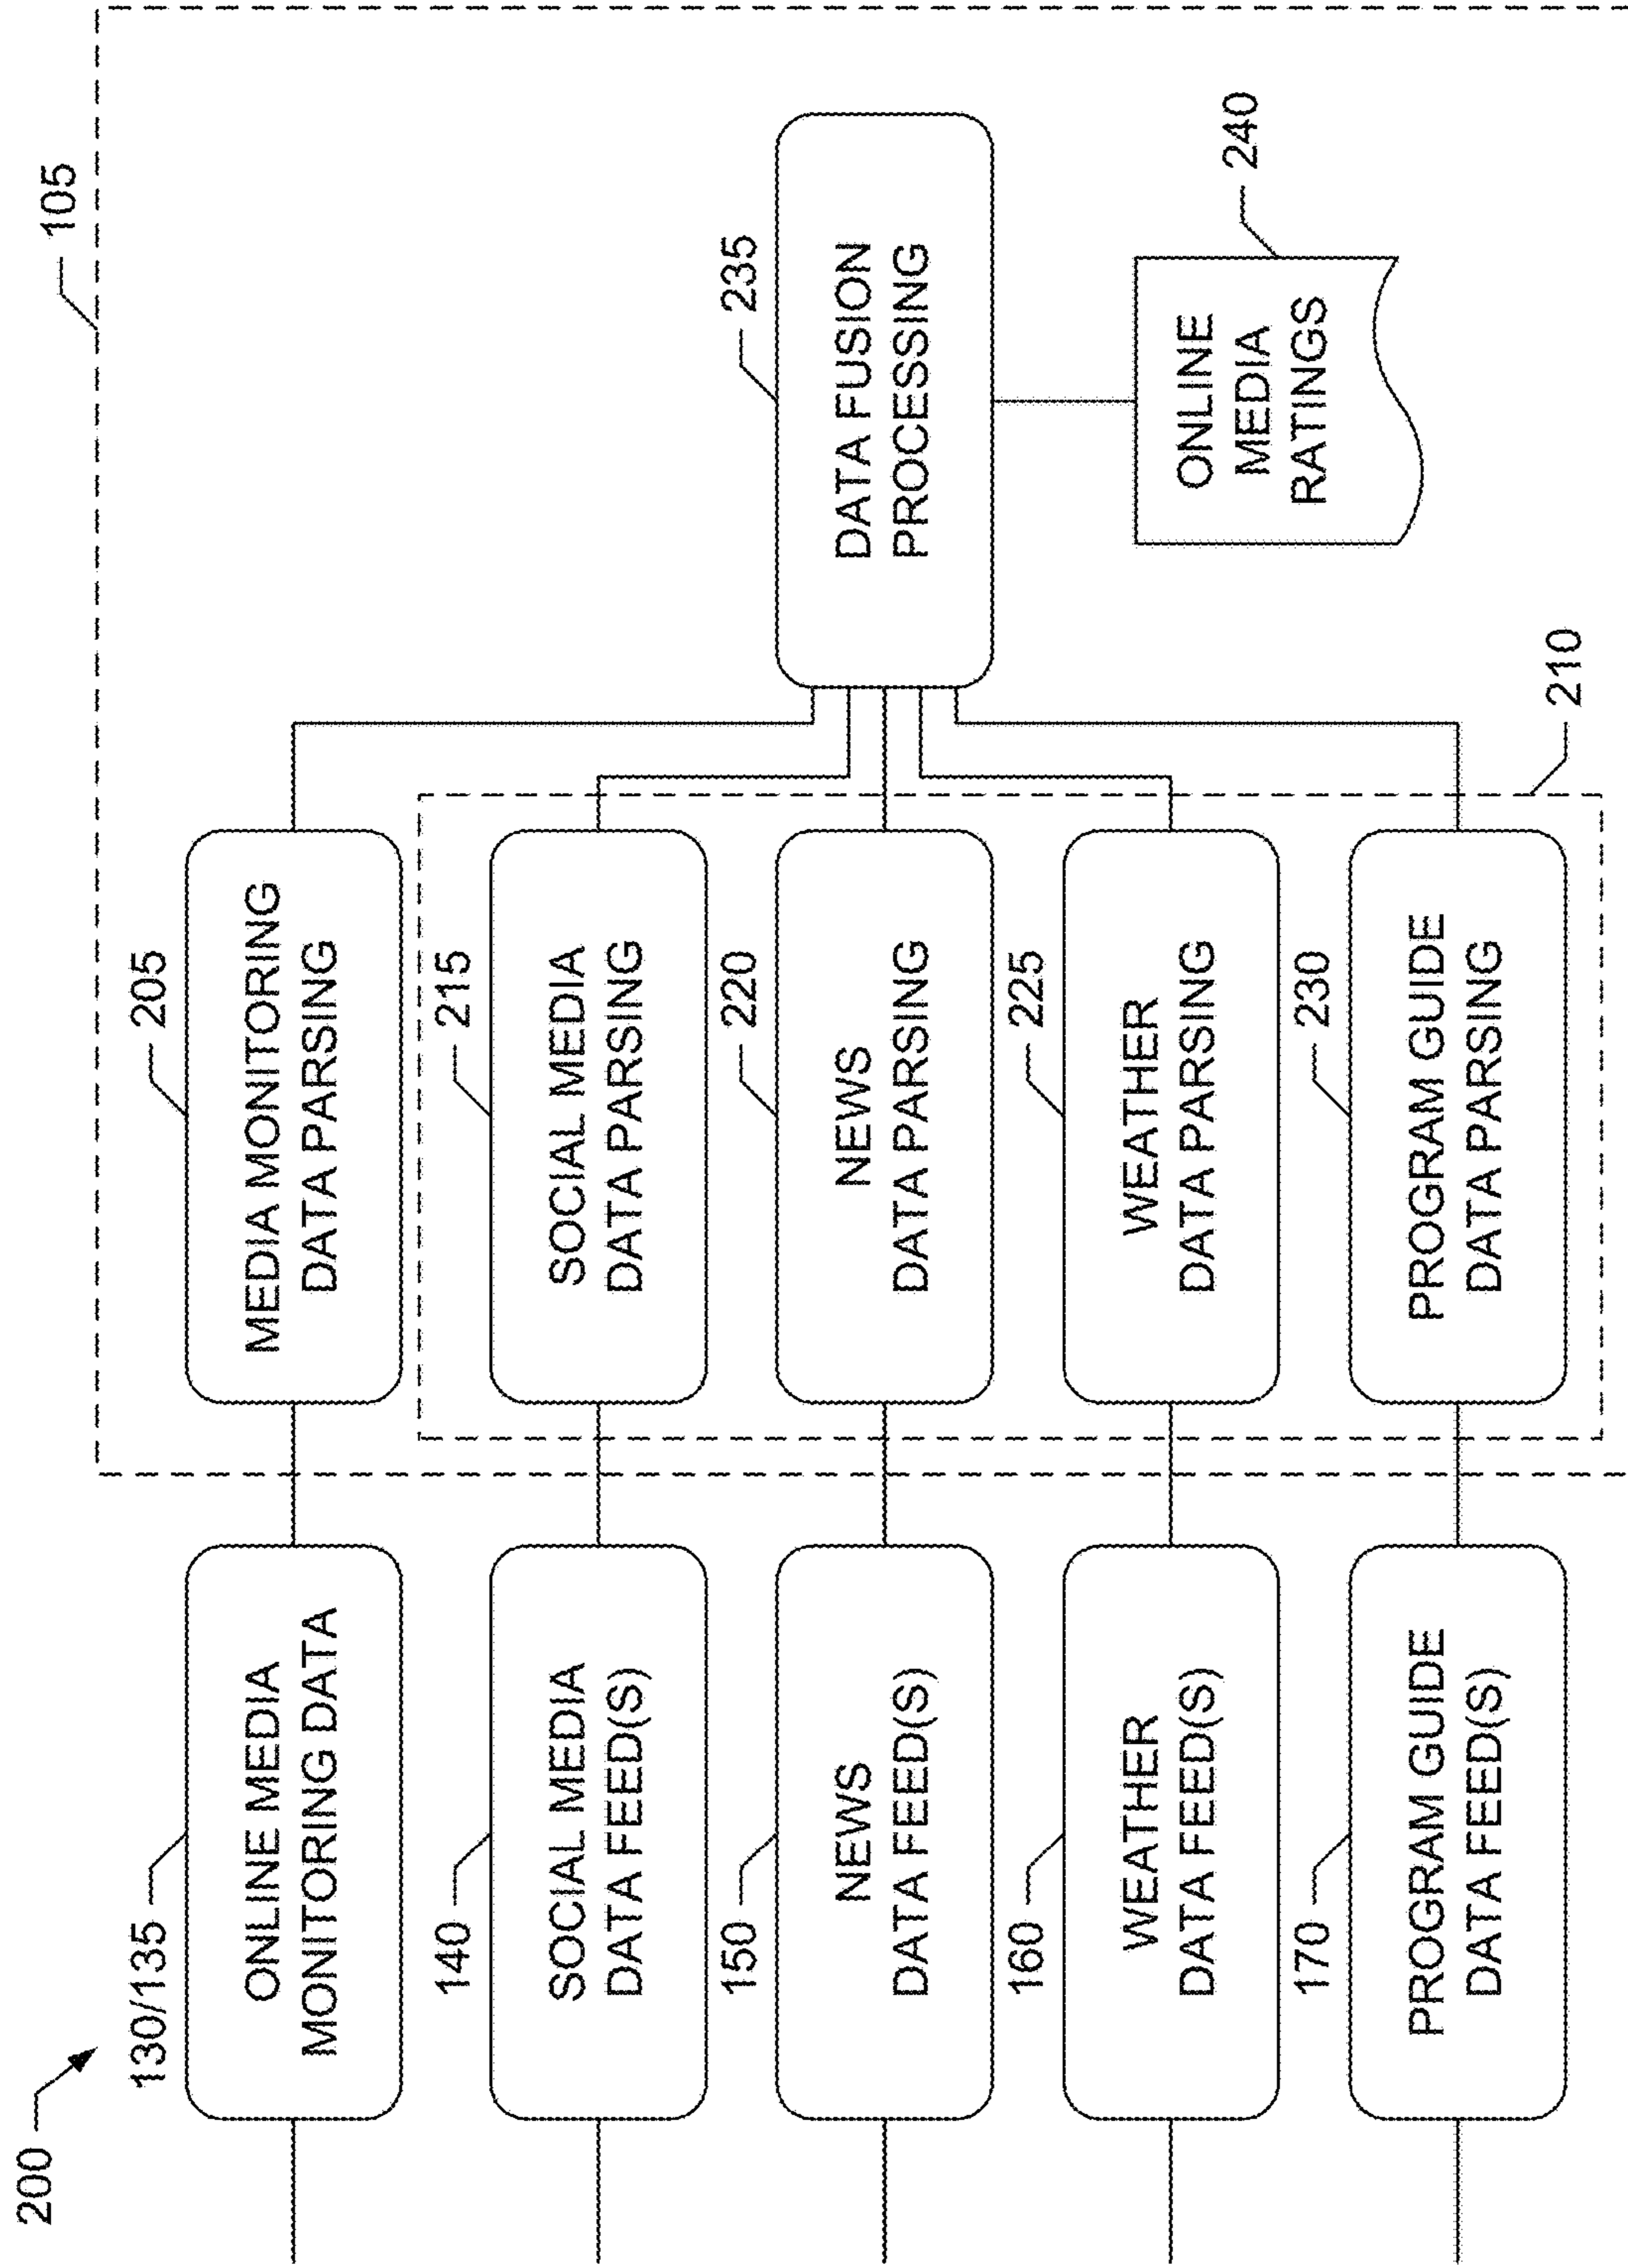 200
105
130/135
ONLINE MEDIA
MONITORING DATA
205
MEDIA MONITORING
DATA PARSING
140
SOCIAL MEDIA
DATA FEED(S)
215
SOCIAL MEDIA
DATA PARSING
150
NEWS
DATA FEED(S)
220
NEWS
DATA PARSING
235
DATA FUSION
PROCESSING
160
WEATHER
DATA FEED(S)
225
WEATHER
DATA PARSING
240
ONLINE
MEDIA
RATINGS
170
PROGRAM GUIDE
DATA FEED(S)
230
PROGRAM GUIDE
DATA PARSING
210